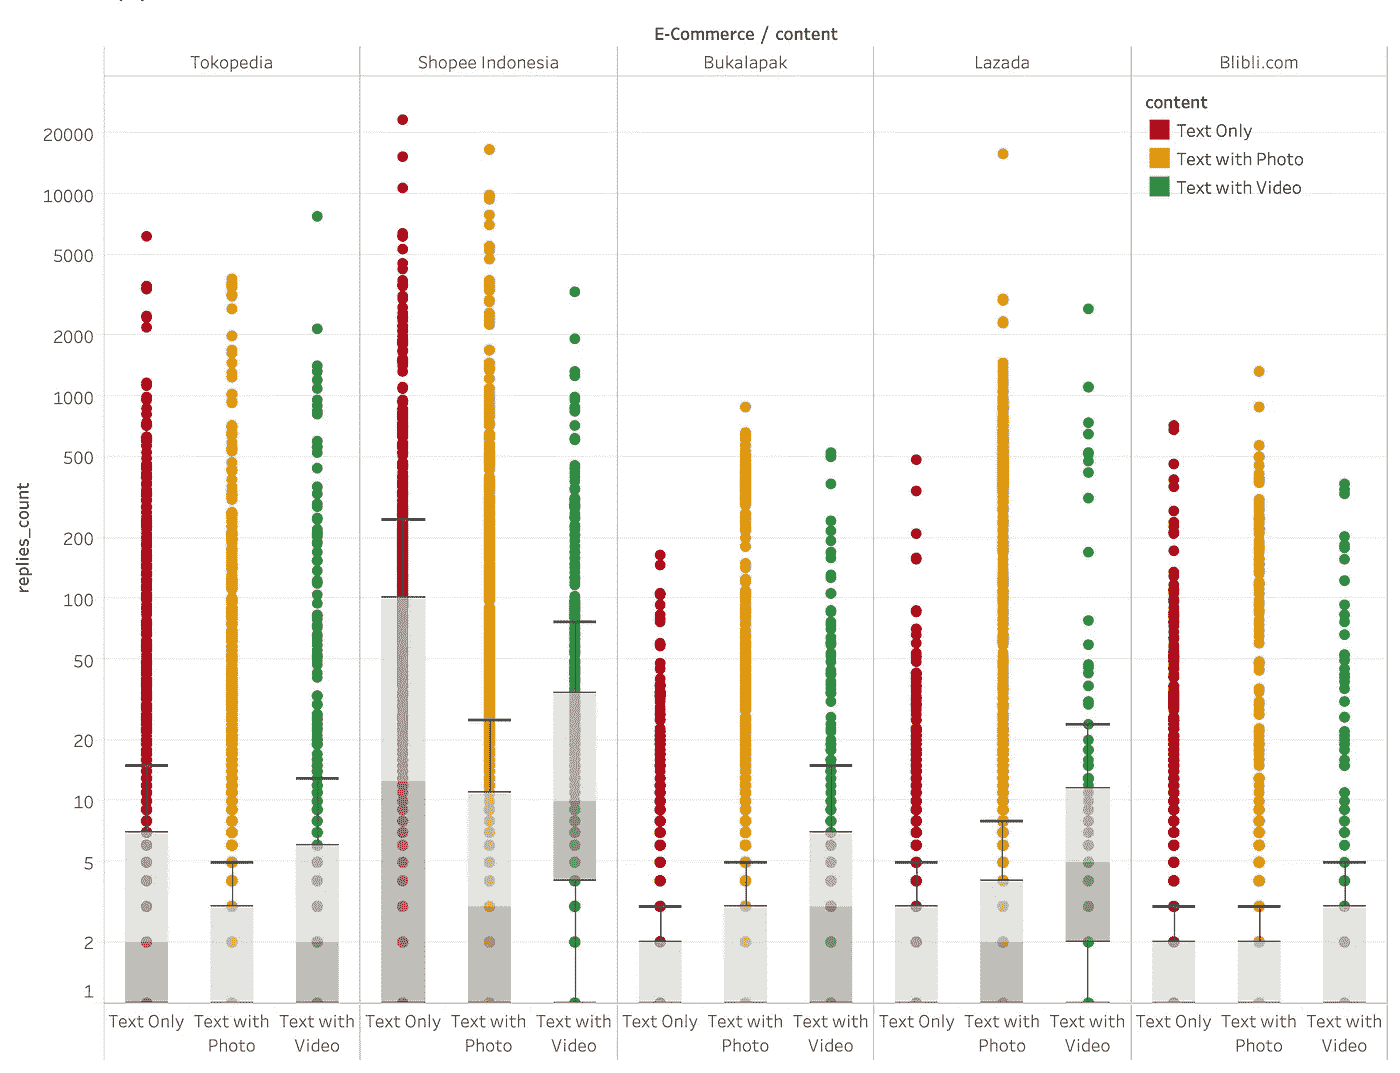 E-Commerce / content
Tokopedia Shopee Indonesia Bukalapak Lazada Blibli.com
content
Text Only
Text with Photo
Text with Video
20000
10000
5000
2000
1000
500
200
100
50
20
10
5
2
1
replies_count
Text Only Text with Photo Text with Video Text Only Text with Photo Text with Video Text Only Text with Photo Text with Video Text Only Text with Photo Text with Video Text Only Text with Photo Text with Video